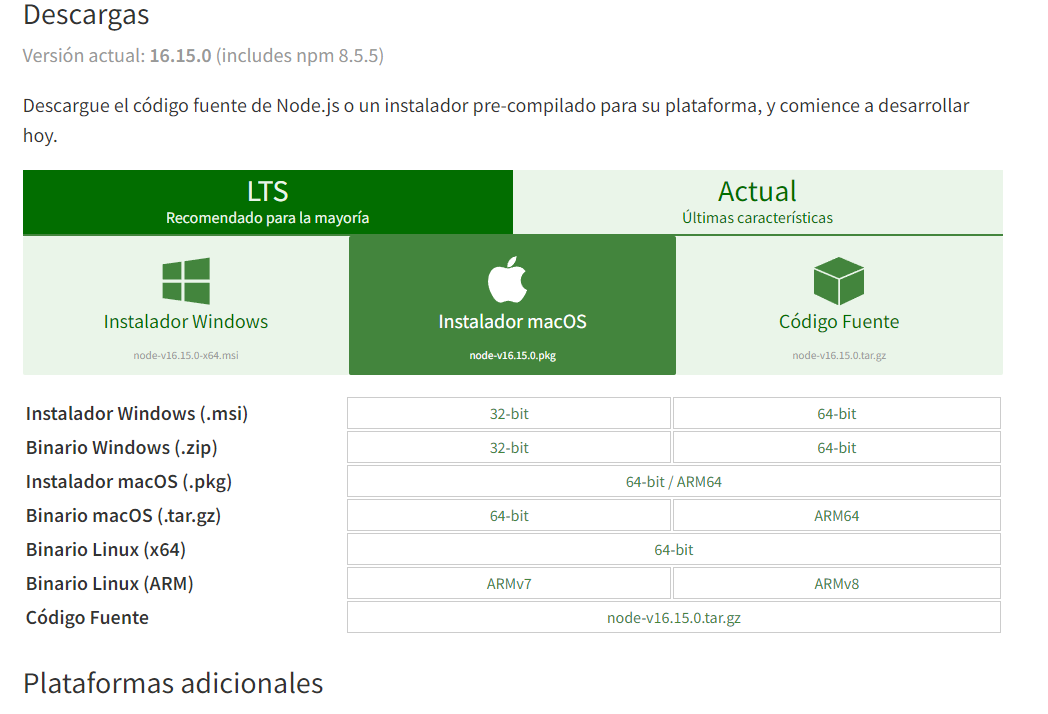 Descargas
Versión actual: 16.15.0 (includes npm 8.5.5)
Descargue el código fuente de Node.js o un instalador pre-compilado para su plataforma, y comience a desarrollar
hoy.
LTS
Recomendado para la mayoría
Actual
Últimas características
Instalador Windows
node-v16.15.0-x64.msi
Instalador macOS
node-v16.15.0.pkg
Código Fuente
node-v16.15.0.tar.gz
Instalador Windows (.msi) 32-bit 64-bit
Binario Windows (.zip) 32-bit 64-bit
Instalador macOS (.pkg) 64-bit / ARM64
Binario macOS (.tar.gz) 64-bit ARM64
Binario Linux (x64) 64-bit
Binario Linux (ARM) ARMv7 ARMv8
Código Fuente node-v16.15.0.tar.gz
Plataformas adicionales